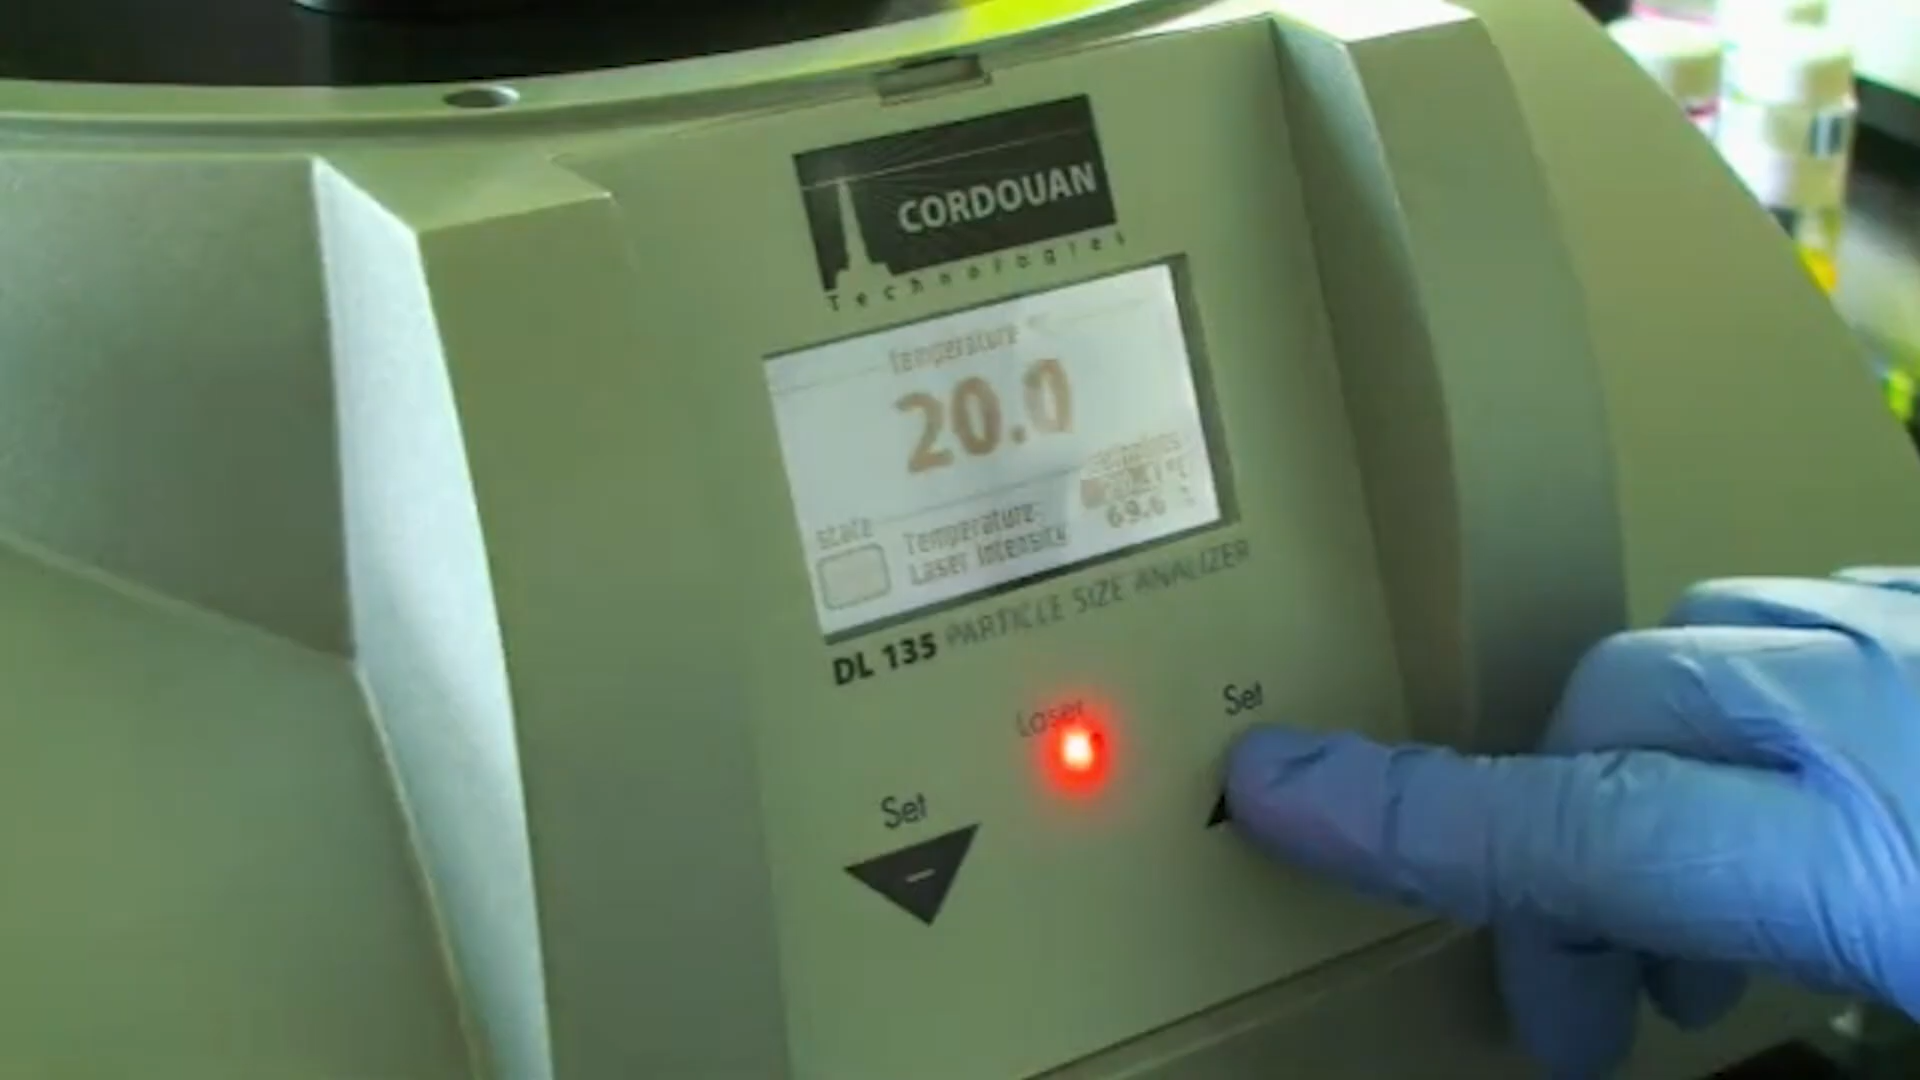 CORDOUAN
Technologies
Temperature °C
20.0
Setpoints
state
Temperature:
Laser Intensity
69.6
DL 135 PARTICLE SIZE ANALIZER
Laser
Set
Set
-